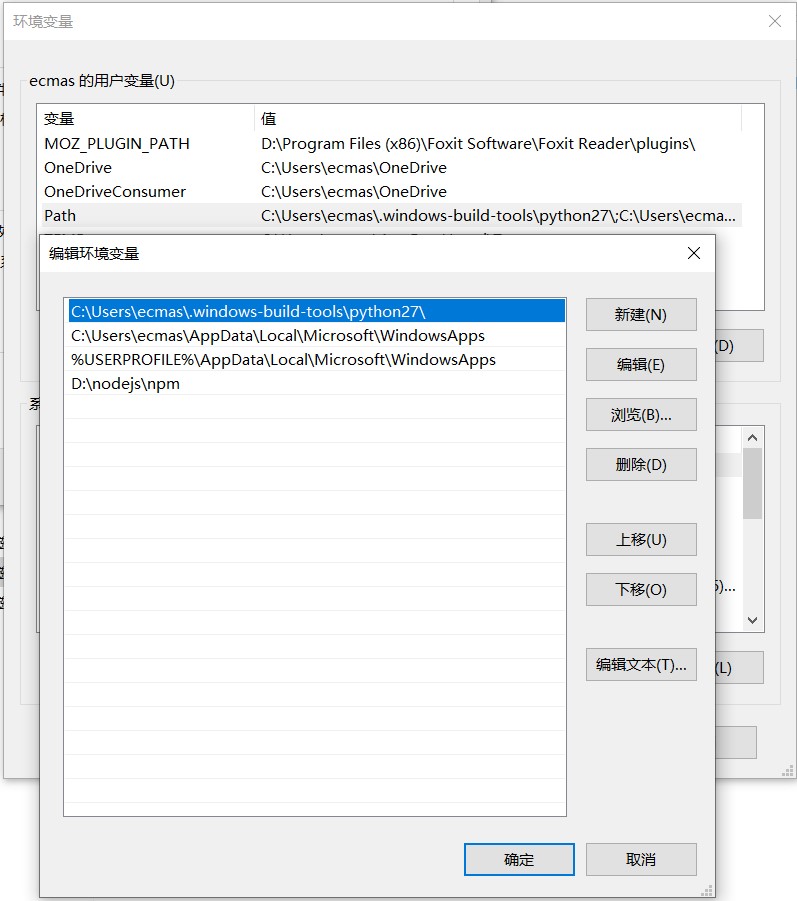 环境变量
ecmas 的用户变量(U)
变量 值
MOZ_PLUGIN_PATH D:\Program Files (x86)\Foxit Software\Foxit Reader\plugins\
OneDrive C:\Users\ecmas\OneDrive
OneDriveConsumer C:\Users\ecmas\OneDrive
Path C:\Users\ecmas\.windows-build-tools\python27\;C:\Users\ecma...
编辑环境变量
C:\Users\ecmas\.windows-build-tools\python27\
C:\Users\ecmas\AppData\Local\Microsoft\WindowsApps
%USERPROFILE%\AppData\Local\Microsoft\WindowsApps
D:\nodejs\npm
新建(N)
编辑(E)
浏览(B)...
删除(D)
上移(U)
下移(O)
编辑文本(T)...
确定
取消
(D)
系
)...
(L)